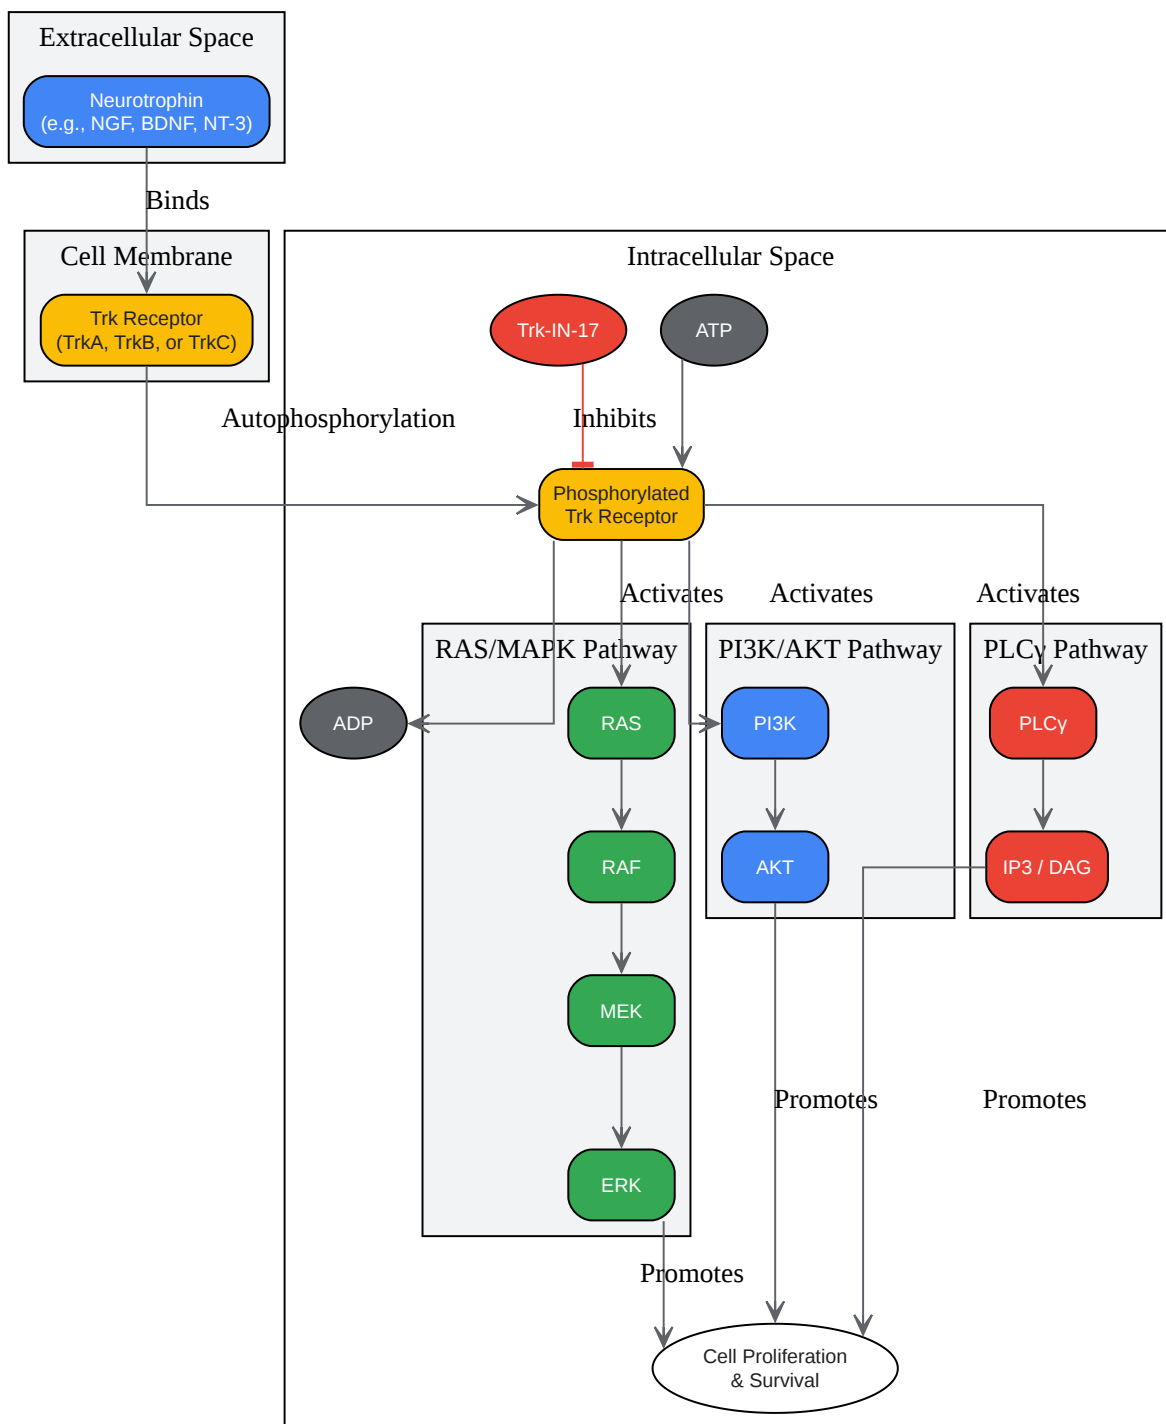 Extracellular Space
Neurotrophin
(e.g., NGF, BDNF, NT-3)
Binds
Cell Membrane
Intracellular Space
Trk Receptor
(TrkA, TrkB, or TrkC)
Trk-IN-17
ATP
Autophosphorylation
Inhibits
Phosphorylated
Trk Receptor
Activates
Activates
Activates
RAS/MAPK Pathway
PI3K/AKT Pathway
PLCγ Pathway
ADP
RAS
PI3K
PLCγ
RAF
AKT
IP3 / DAG
MEK
Promotes
Promotes
ERK
Promotes
Cell Proliferation
& Survival